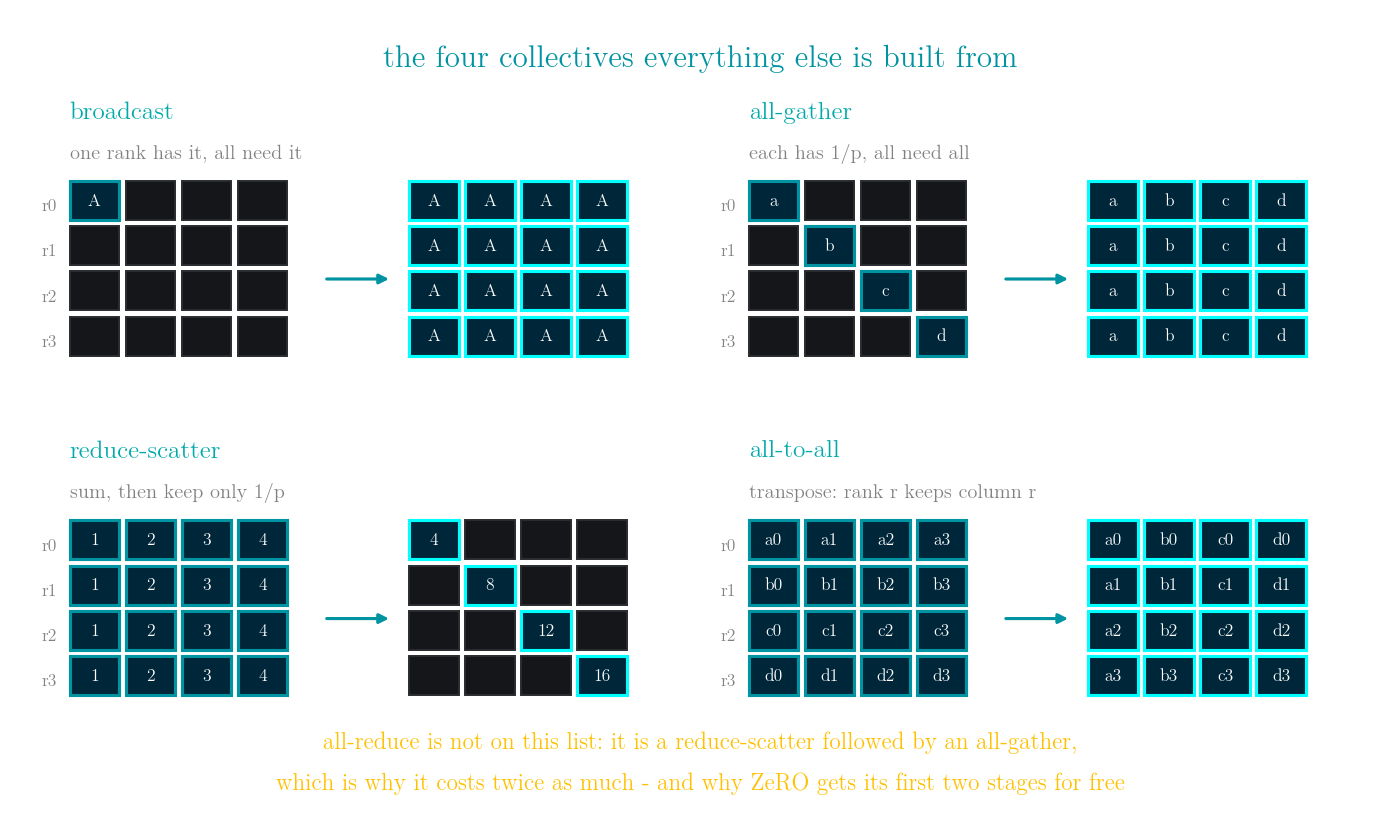 the four collectives everything else is built from
broadcast
one rank has it, all need it
r0 A A A A A
r1 A A A A
r2 A A A A
r3 A A A A
all-gather
each has 1/p, all need all
r0 a a b c d
r1 b a b c d
r2 c a b c d
r3 d a b c d
reduce-scatter
sum, then keep only 1/p
r0 1 2 3 4 4
r1 1 2 3 4 8
r2 1 2 3 4 12
r3 1 2 3 4 16
all-to-all
transpose: rank r keeps column r
r0 a0 a1 a2 a3 a0 b0 c0 d0
r1 b0 b1 b2 b3 a1 b1 c1 d1
r2 c0 c1 c2 c3 a2 b2 c2 d2
r3 d0 d1 d2 d3 a3 b3 c3 d3
all-reduce is not on this list: it is a reduce-scatter followed by an all-gather,
which is why it costs twice as much - and why ZeRO gets its first two stages for free